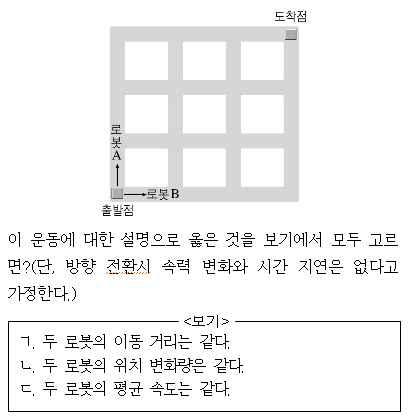 도착점
로봇A
로봇B
출발점
이 운동에 대한 설명으로 옳은 것을 보기에서 모두 고르
면?(단, 방향 전환시 속력 변화와 시간 지연은 없다고
가정한다.)
<보기>
ㄱ. 두 로봇의 이동 거리는 같다.
ㄴ. 두 로봇의 위치 변화량은 같다.
ㄷ. 두 로봇의 평균 속도는 같다.